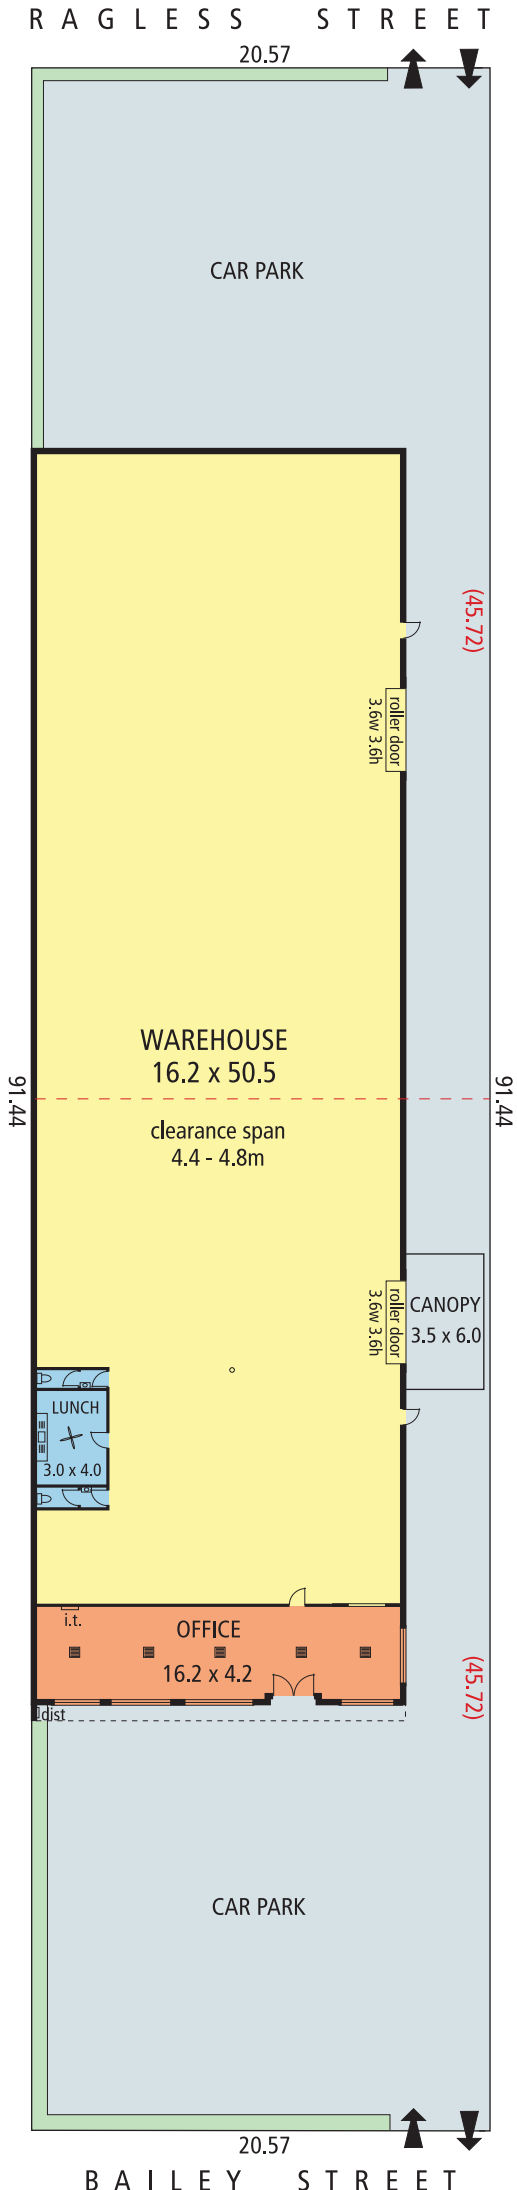 RAGLESS STREET
20.57
CAR PARK
(45.72)
roller door
3.6w 3.6h
WAREHOUSE
16.2 x 50.5
91.44
91.44
clearance span
4.4 - 4.8m
roller door
3.6w 3.6h
CANOPY
3.5 x 6.0
LUNCH
3.0 x 4.0
i.t.
OFFICE
16.2 x 4.2
(45.72)
dist
CAR PARK
20.57
BAILEY STREET